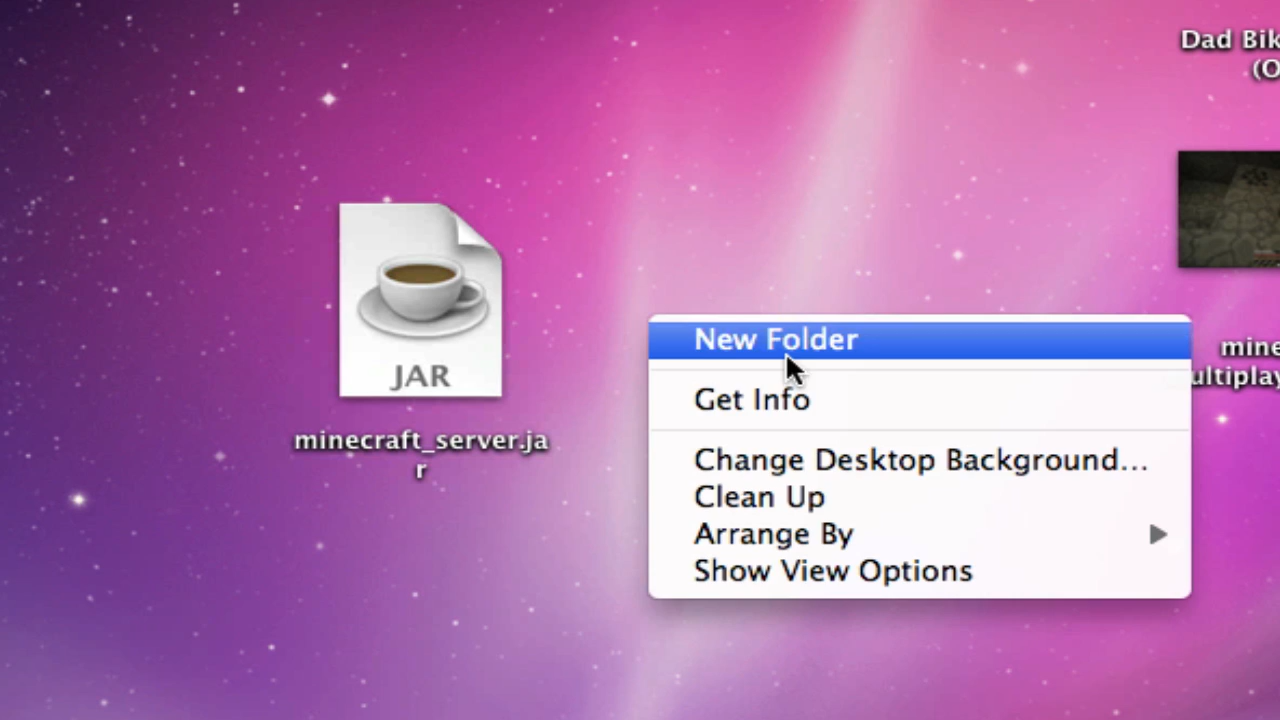 Dad Bik
(O
JAR
minecraft_server.ja
r
New Folder
Get Info
Change Desktop Background...
Clean Up
Arrange By
Show View Options
mine
ultiplay